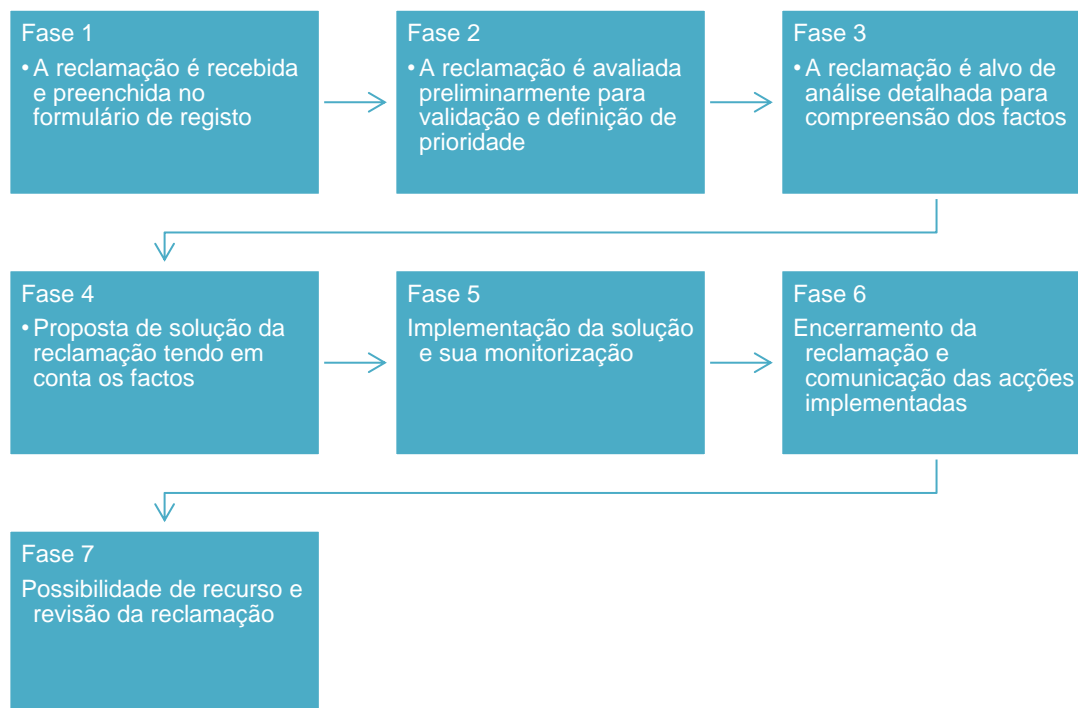 Fase 1
• A reclamação é recebida
e preenchida no
formulário de registo
Fase 2
• A reclamação é avaliada
preliminarmente para
validação e definição de
prioridade
Fase 3
• A reclamação é alvo de
análise detalhada para
compreensão dos factos
Fase 4
• Proposta de solução da
reclamação tendo em
conta os factos
Fase 5
Implementação da solução
e sua monitorização
Fase 6
Encerramento da
reclamação e
comunicação das acções
implementadas
Fase 7
Possibilidade de recurso e
revisão da reclamação